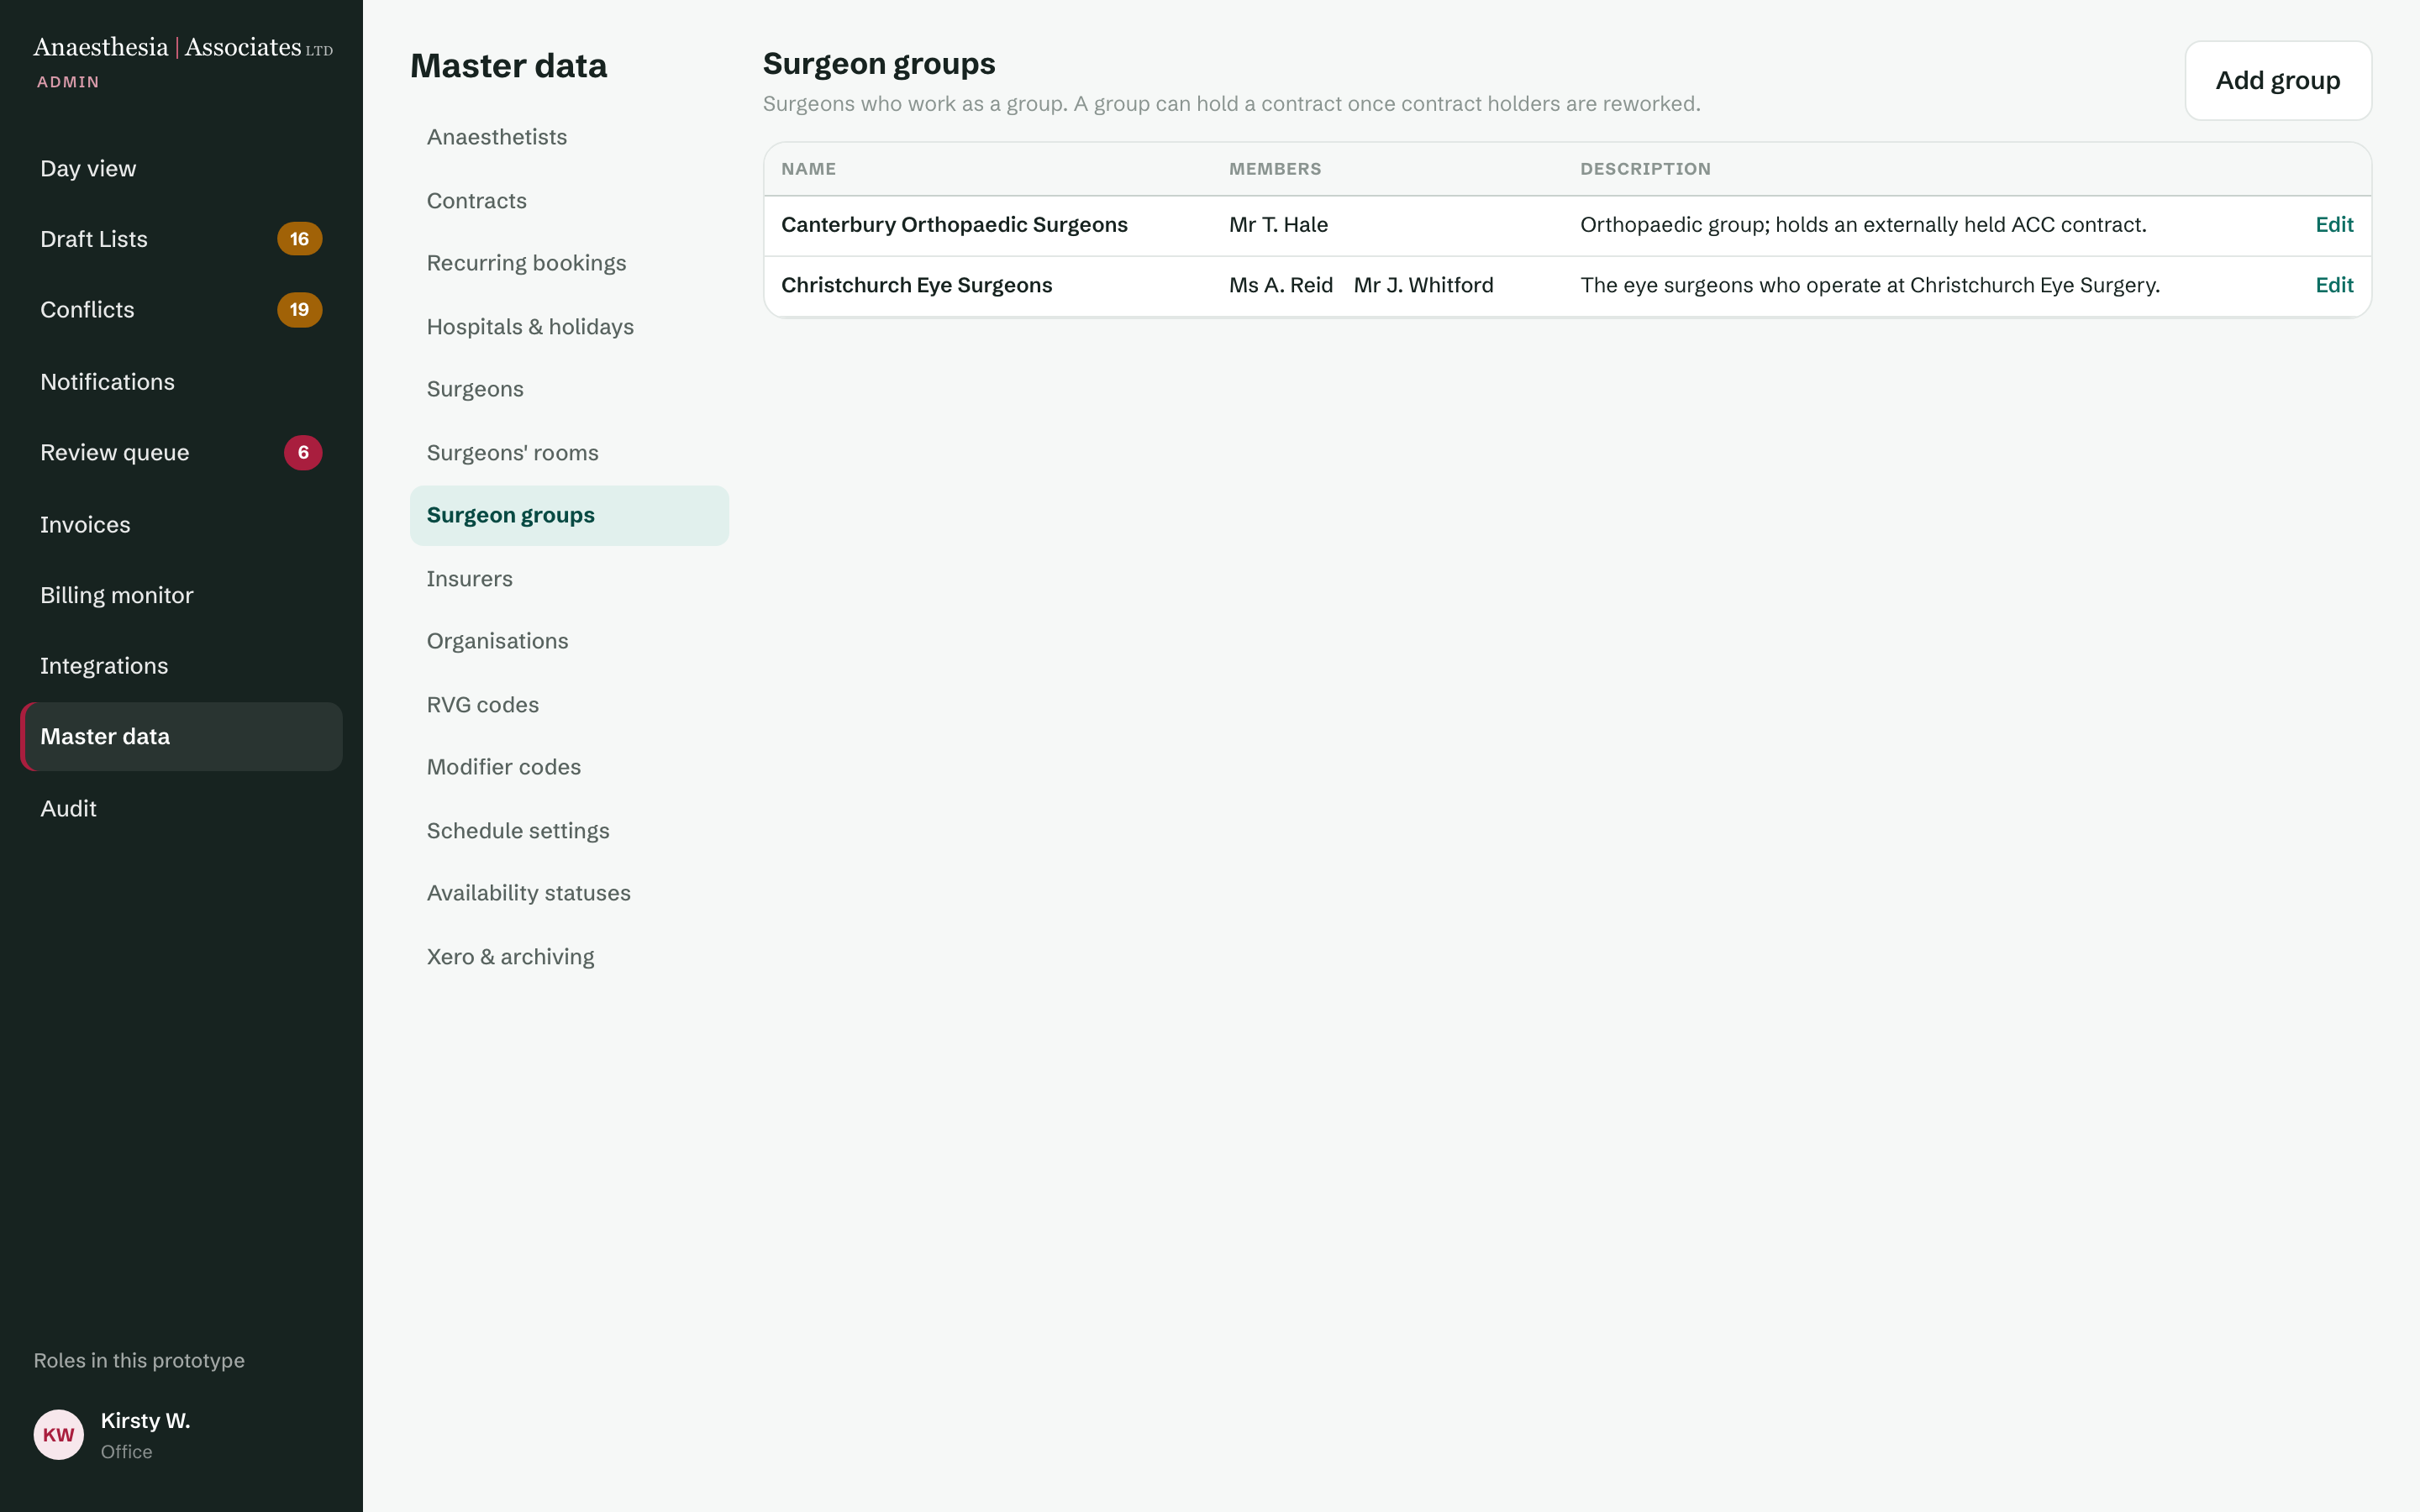 Anaesthesia | Associates LTD
ADMIN
Day view
Draft Lists 16
Conflicts 19
Notifications
Review queue 6
Invoices
Billing monitor
Integrations
Master data
Audit
Roles in this prototype
KW
Kirsty W.
Office
Master data
Anaesthetists
Contracts
Recurring bookings
Hospitals & holidays
Surgeons
Surgeons' rooms
Surgeon groups
Insurers
Organisations
RVG codes
Modifier codes
Schedule settings
Availability statuses
Xero & archiving
Surgeon groups
Surgeons who work as a group. A group can hold a contract once contract holders are reworked.
Add group
NAME MEMBERS DESCRIPTION
Canterbury Orthopaedic Surgeons Mr T. Hale Orthopaedic group; holds an externally held ACC contract. Edit
Christchurch Eye Surgeons Ms A. Reid Mr J. Whitford The eye surgeons who operate at Christchurch Eye Surgery. Edit